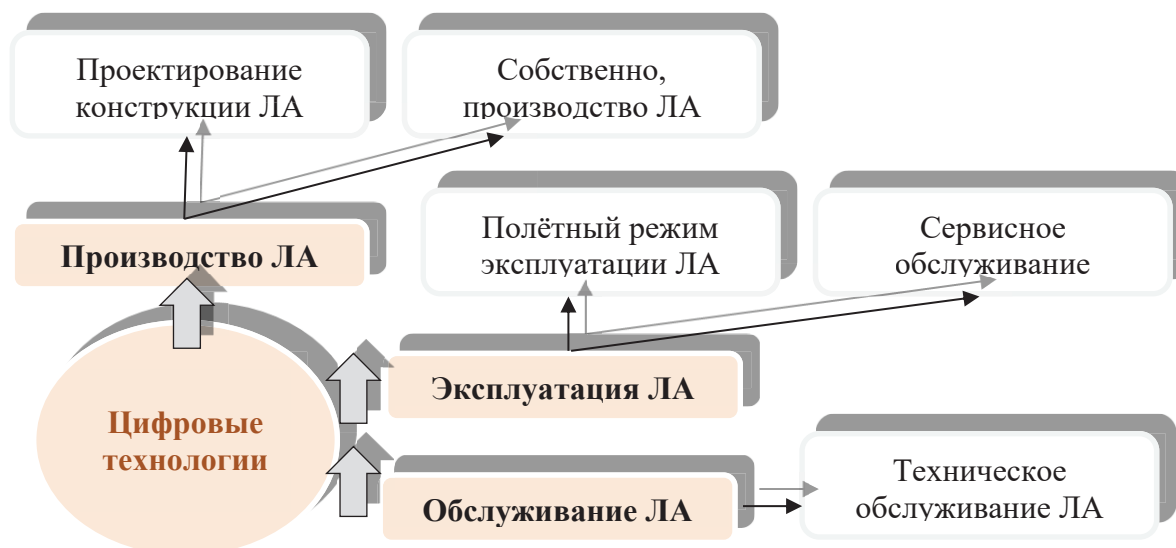 Проектирование
конструкции ЛА
Собственно,
производство ЛА
Производство ЛА
Полётный режим
эксплуатации ЛА
Сервисное
обслуживание
Эксплуатация ЛА
Цифровые
технологии
Обслуживание ЛА
Техническое
обслуживание ЛА